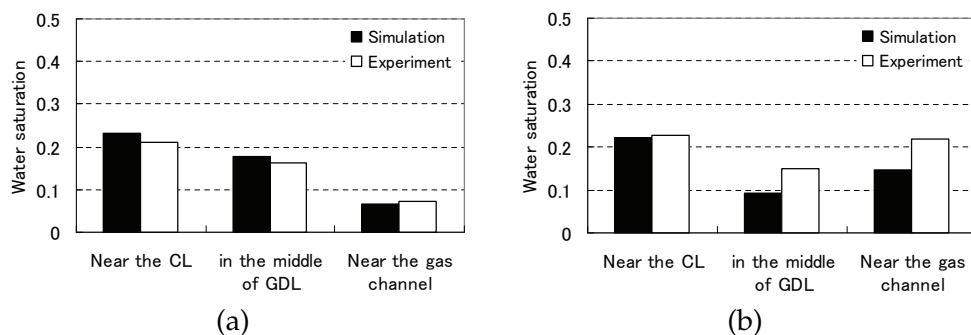 0.5
Simulation
Experiment
0.4
0.3
0.2
0.1
0
Water saturation
Near the CL
in the middle
of GDL
Near the gas
channel
(a)
0.5
Simulation
Experiment
0.4
0.3
0.2
0.1
0
Water saturation
Near the CL
in the middle
of GDL
Near the gas
channel
(b)